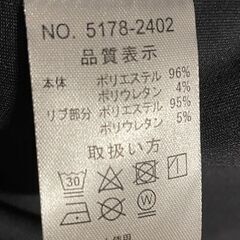 NO. 5178-2402
品質表示
本体 ポリエステル 96%
ポリウレタン 4%
リブ部分 ポリエステル 95%
ポリウレタン 5%
取扱い方
30
W